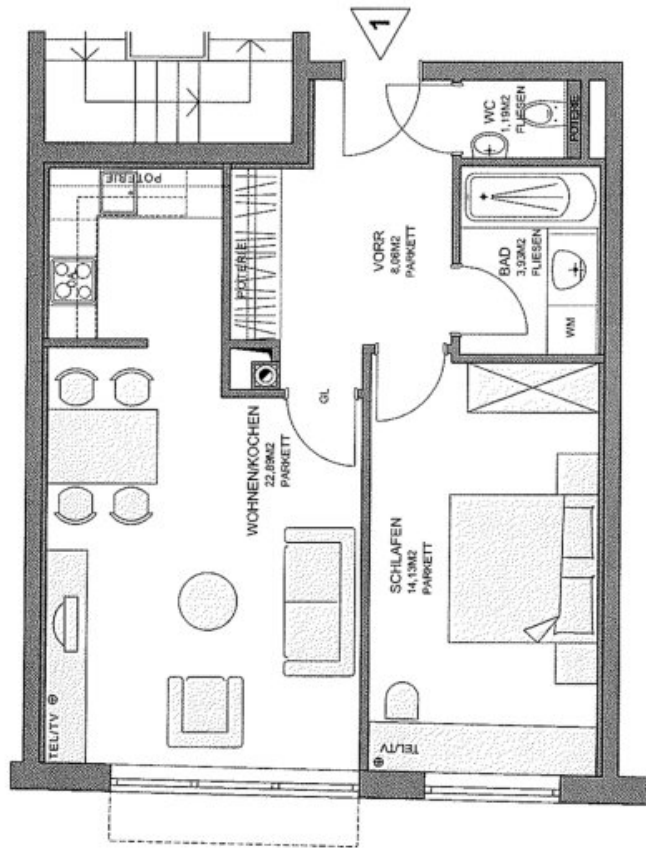 1
POTERIE
WC
1,19M2
FLIESEN
POTERIE
POTERIE
VORR
8,06M2
PARKETT
BAD
3,93M2
FLIESEN
WM
GL
WOHNEN/KOCHEN
22,89M2
PARKETT
SCHLAFEN
14,13M2
PARKETT
TEL/TV
TEL/TV